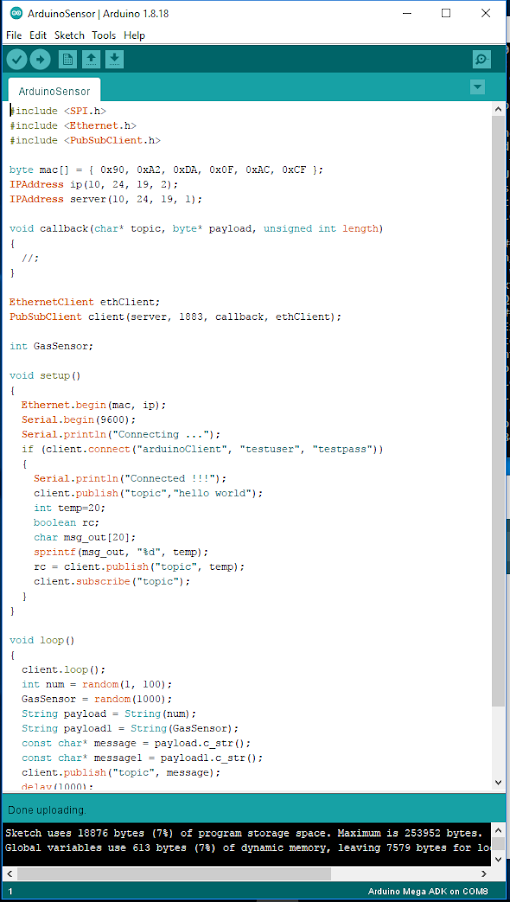 ArduinoSensor | Arduino 1.8.18
File Edit Sketch Tools Help
ArduinoSensor
#include <SPI.h>
#include <Ethernet.h>
#include <PubSubClient.h>
byte mac[] = { 0x90, 0xA2, 0xDA, 0x0F, 0xAC, 0xCF };
IPAddress ip(10, 24, 19, 2);
IPAddress server(10, 24, 19, 1);
void callback(char* topic, byte* payload, unsigned int length)
{
//;
}
EthernetClient ethClient;
PubSubClient client(server, 1883, callback, ethClient);
int GasSensor;
void setup()
{
Ethernet.begin(mac, ip);
Serial.begin(9600);
Serial.println("Connecting ...");
if (client.connect("arduinoClient", "testuser", "testpass"))
{
Serial.println("Connected !!!");
client.publish("topic","hello world");
int temp=20;
boolean rc;
char msg_out[20];
sprintf(msg_out, "%d", temp);
rc = client.publish("topic", temp);
client.subscribe("topic");
}
}
void loop()
{
client.loop();
int num = random(1, 100);
GasSensor = random(1000);
String payload = String(num);
String payload1 = String(GasSensor);
const char* message = payload.c_str();
const char* message1 = payload1.c_str();
client.publish("topic", message);
delay(1000);
Done uploading.
Sketch uses 18876 bytes (7%) of program storage space. Maximum is 253952 bytes.
Global variables use 613 bytes (7%) of dynamic memory, leaving 7579 bytes for lo
1 Arduino Mega ADK on COM8